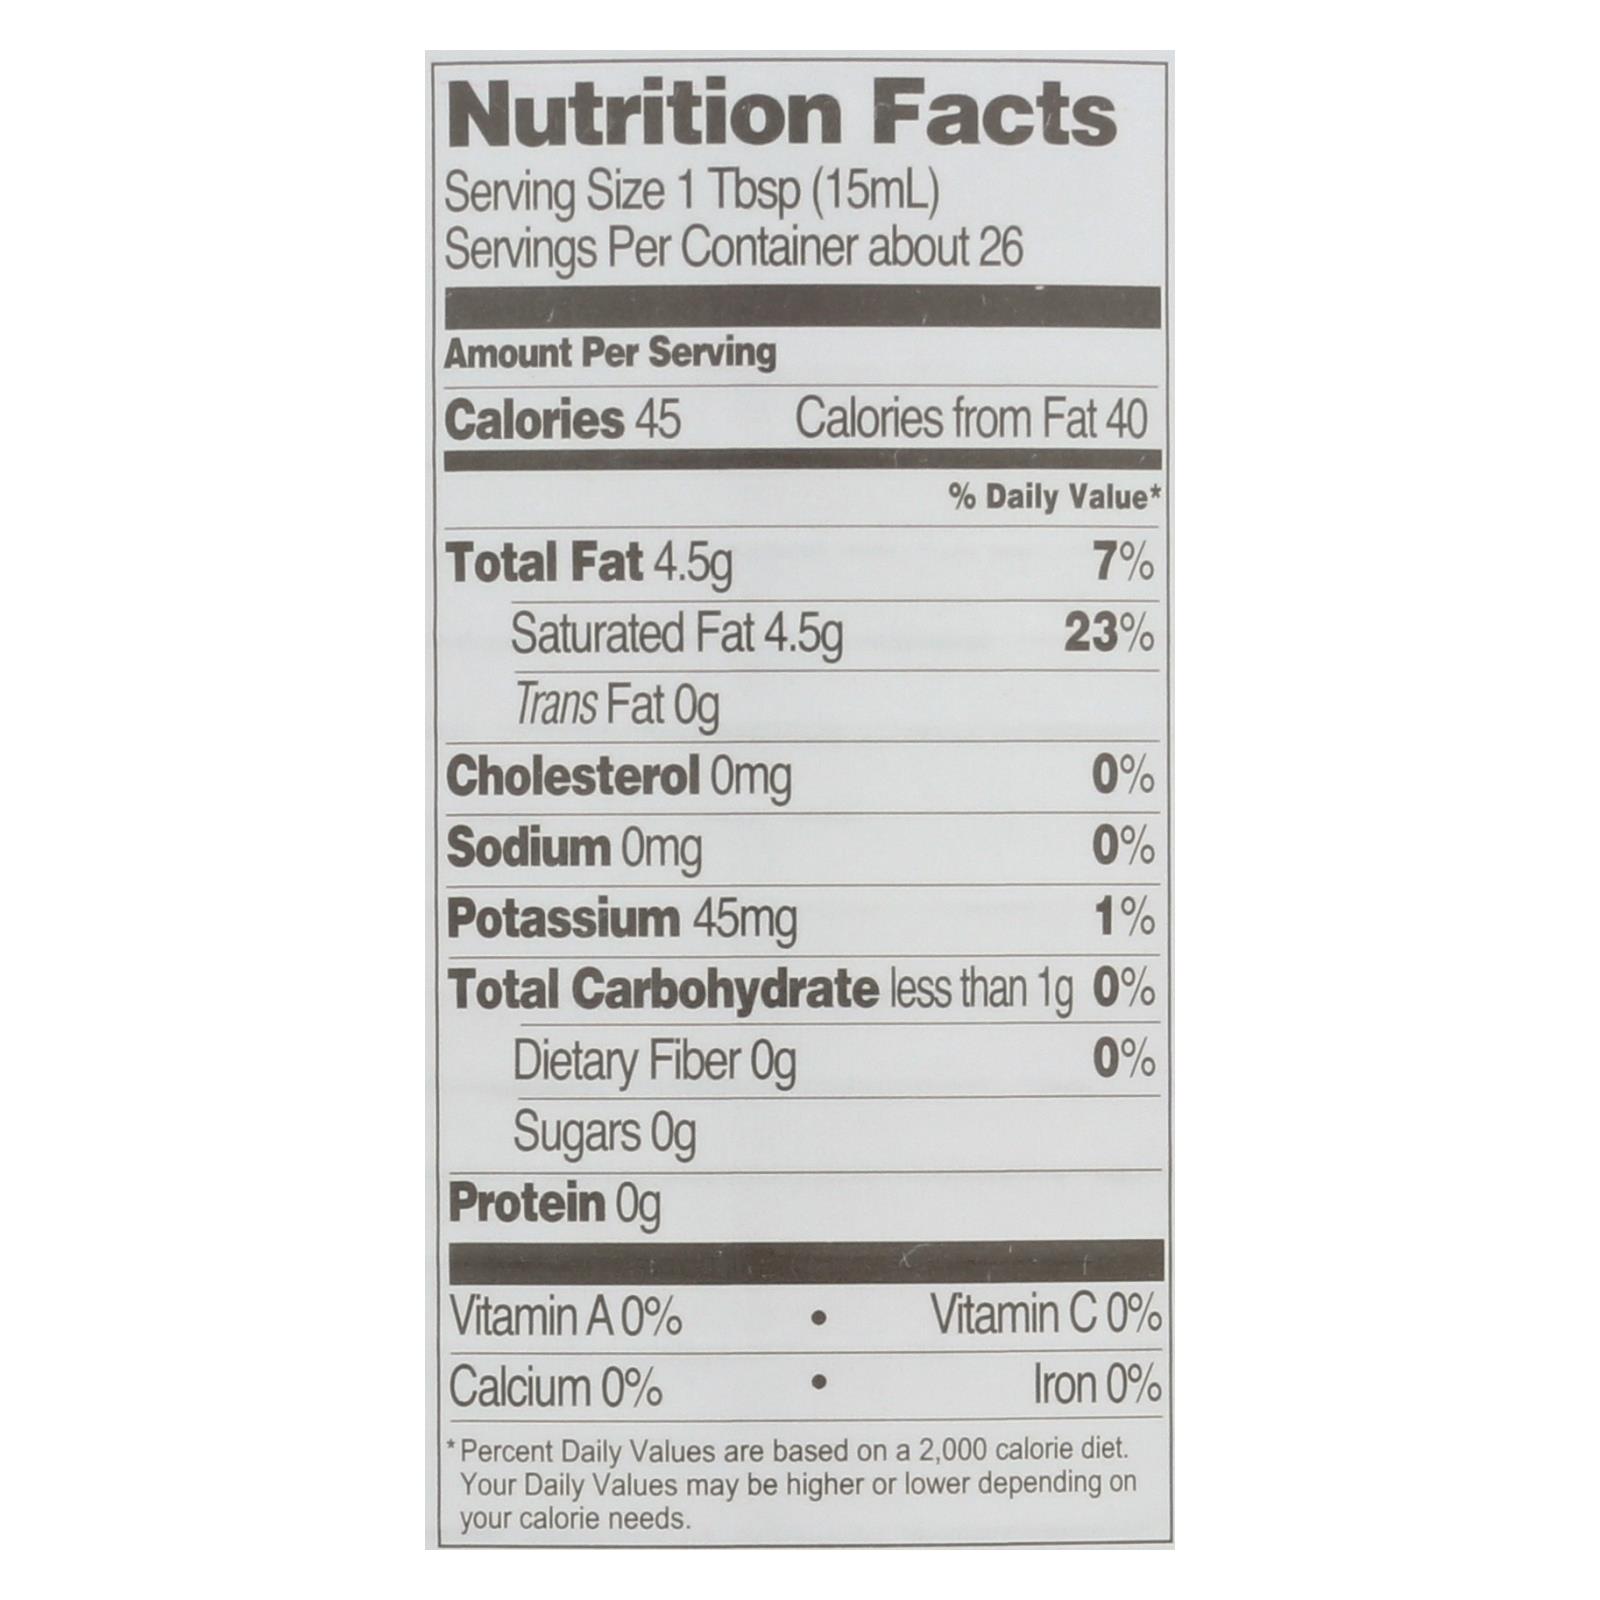 Nutrition Facts
Serving Size 1 Tbsp (15mL)
Servings Per Container about 26
Amount Per Serving
Calories 45 Calories from Fat 40
% Daily Value*
Total Fat 4.5g 7%
Saturated Fat 4.5g 23%
Trans Fat 0g
Cholesterol 0mg 0%
Sodium 0mg 0%
Potassium 45mg 1%
Total Carbohydrate less than 1g 0%
Dietary Fiber 0g 0%
Sugars 0g
Protein 0g
Vitamin A 0% • Vitamin C 0%
Calcium 0% • Iron 0%
*Percent Daily Values are based on a 2,000 calorie diet.
Your Daily Values may be higher or lower depending on
your calorie needs.